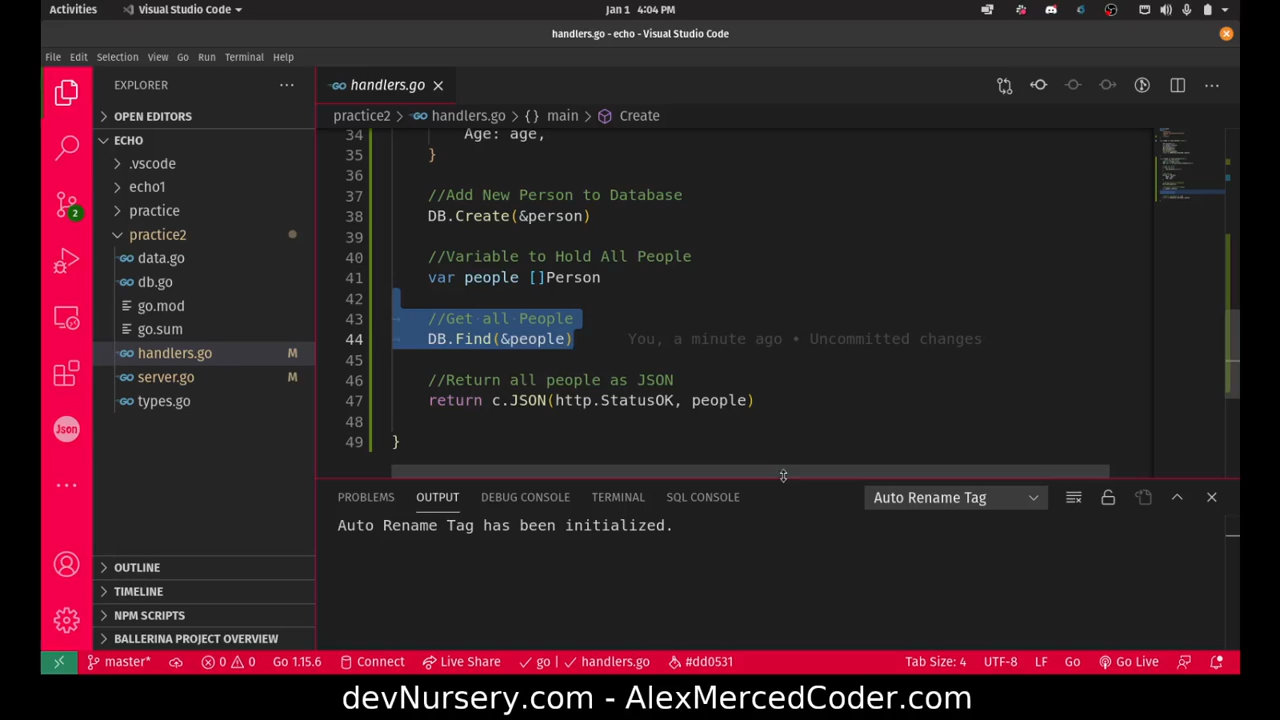 Activities Visual Studio Code Jan 1 4:04 PM
handlers.go - echo - Visual Studio Code
File Edit Selection View Go Run Terminal Help
EXPLORER
OPEN EDITORS
ECHO
.vscode
echo1
practice
practice2
data.go
db.go
go.mod
go.sum
handlers.go M
server.go M
types.go
OUTLINE
TIMELINE
NPM SCRIPTS
BALLERINA PROJECT OVERVIEW
2
Json
handlers.go
practice2 > handlers.go > {} main > Create
34 Age: age,
35 }
36
37 //Add New Person to Database
38 DB.Create(&person)
39
40 //Variable to Hold All People
41 var people []Person
42
43 //Get all People
44 DB.Find(&people) You, a minute ago • Uncommitted changes
45
46 //Return all people as JSON
47 return c.JSON(http.StatusOK, people)
48
49 }
PROBLEMS OUTPUT DEBUG CONSOLE TERMINAL SQL CONSOLE Auto Rename Tag
Auto Rename Tag has been initialized.
master* 0 0 Go 1.15.6 Connect Live Share go | handlers.go #dd0531 Tab Size: 4 UTF-8 LF Go Go Live
devNursery.com - AlexMercedCoder.com